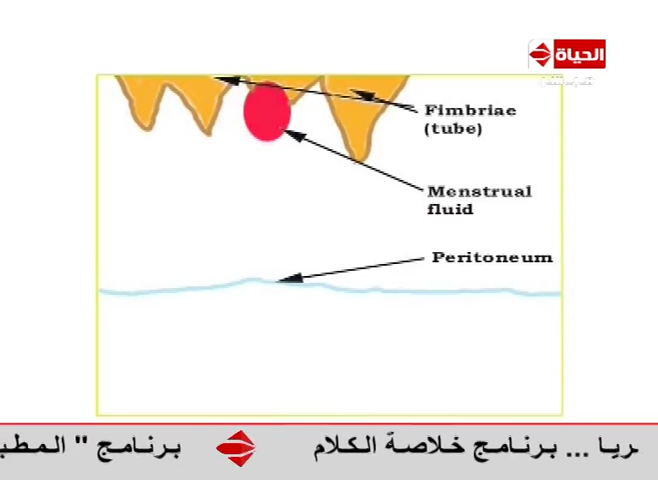 الحياة
Fimbriae
(tube)
Menstrual
fluid
Peritoneum
ريا ... برنامج خلاصة الكلام
برنامج " المطب